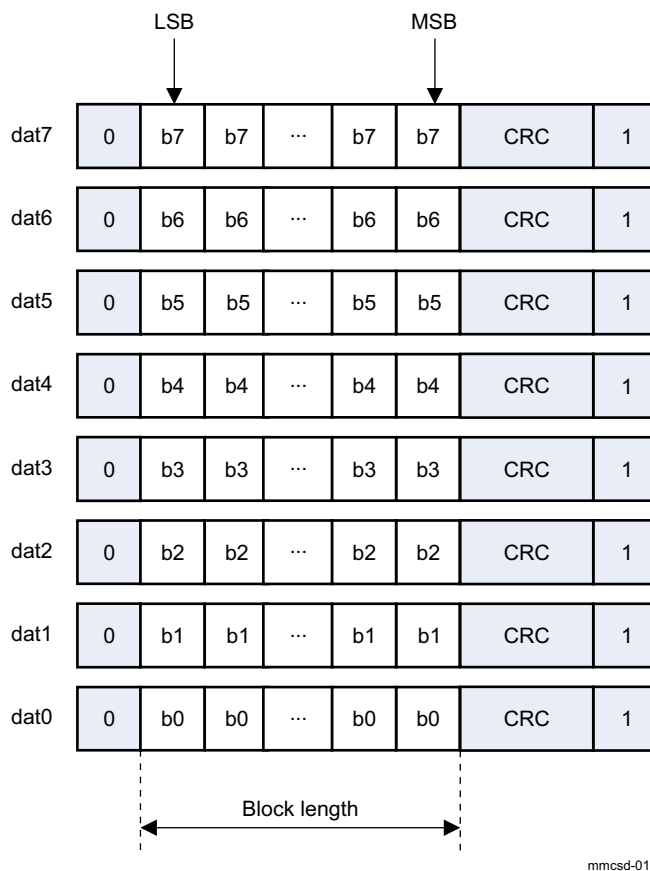 LSB MSB
dat7 0 b7 b7 ... b7 b7 CRC 1
dat6 0 b6 b6 ... b6 b6 CRC 1
dat5 0 b5 b5 ... b5 b5 CRC 1
dat4 0 b4 b4 ... b4 b4 CRC 1
dat3 0 b3 b3 ... b3 b3 CRC 1
dat2 0 b2 b2 ... b2 b2 CRC 1
dat1 0 b1 b1 ... b1 b1 CRC 1
dat0 0 b0 b0 ... b0 b0 CRC 1
Block length
mmcsd-01